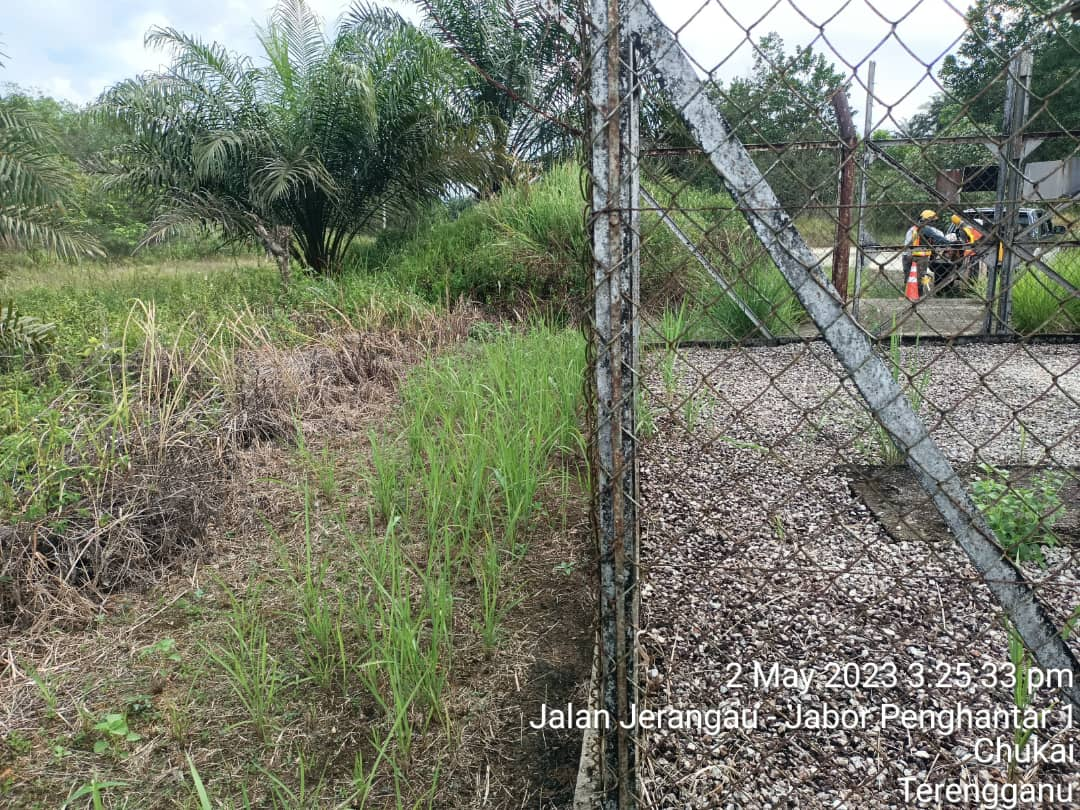 2 May 2023 3.25.33 pm
Jalan Jerangau - Jabor Penghantar 1
Chukai
Terengganu